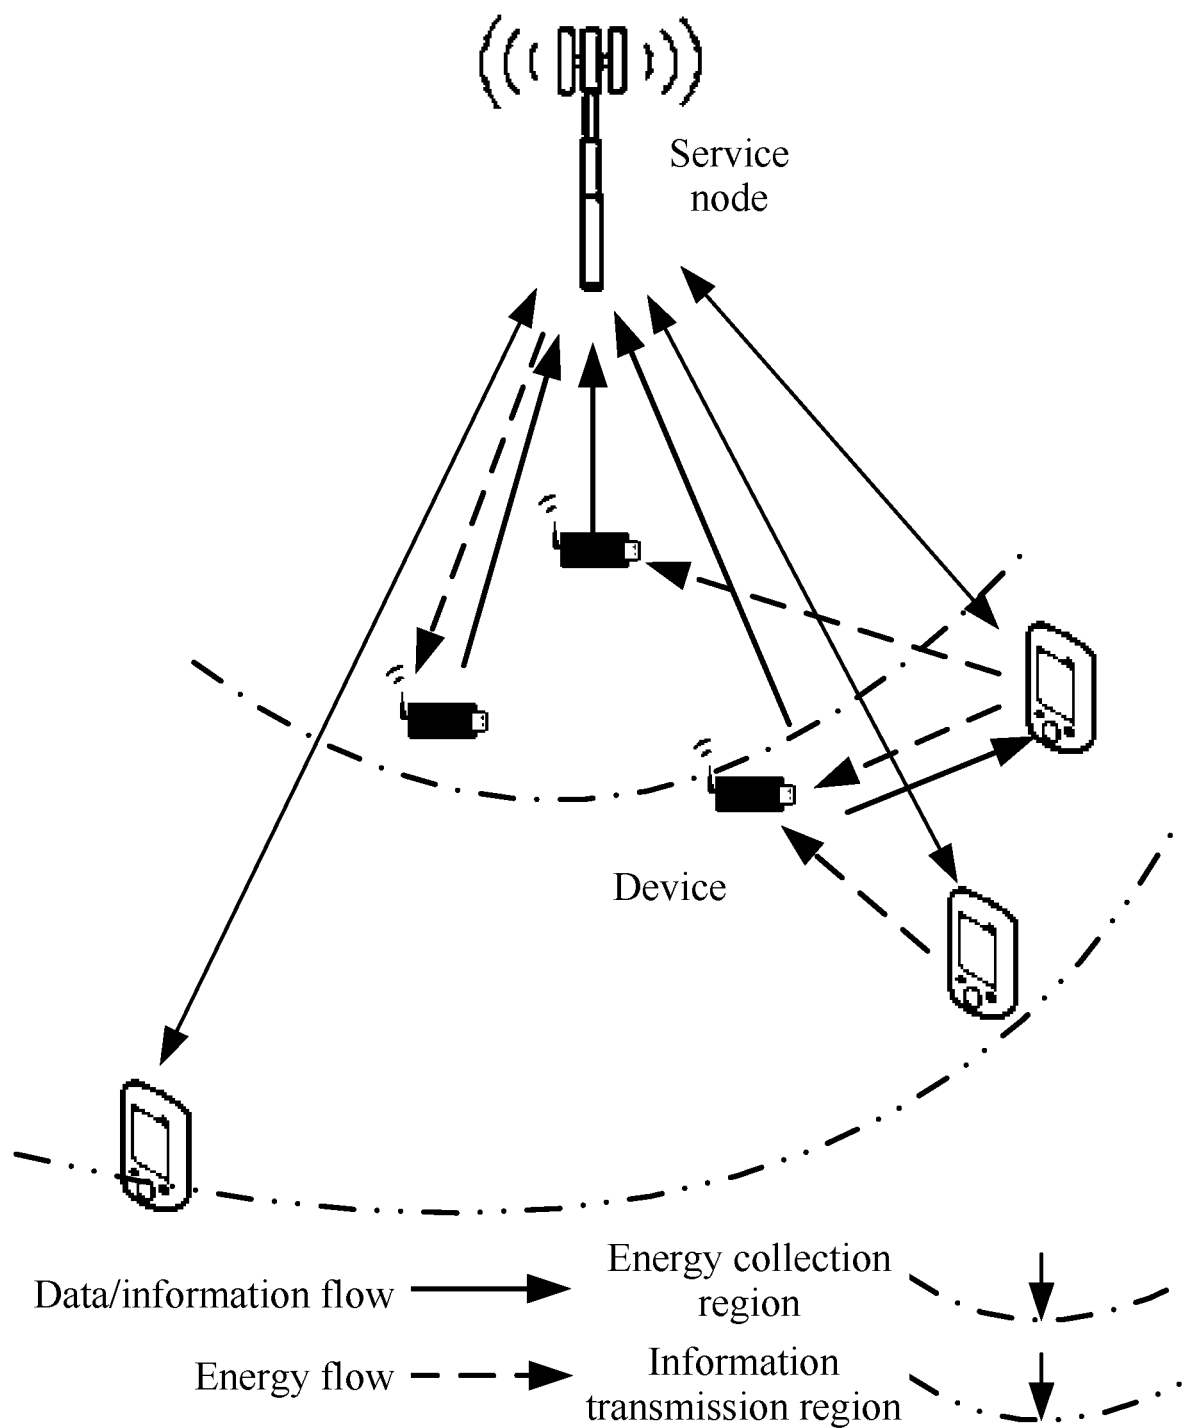 Service
node
Device
Data/information flow
Energy collection
region
Energy flow
Information
transmission region